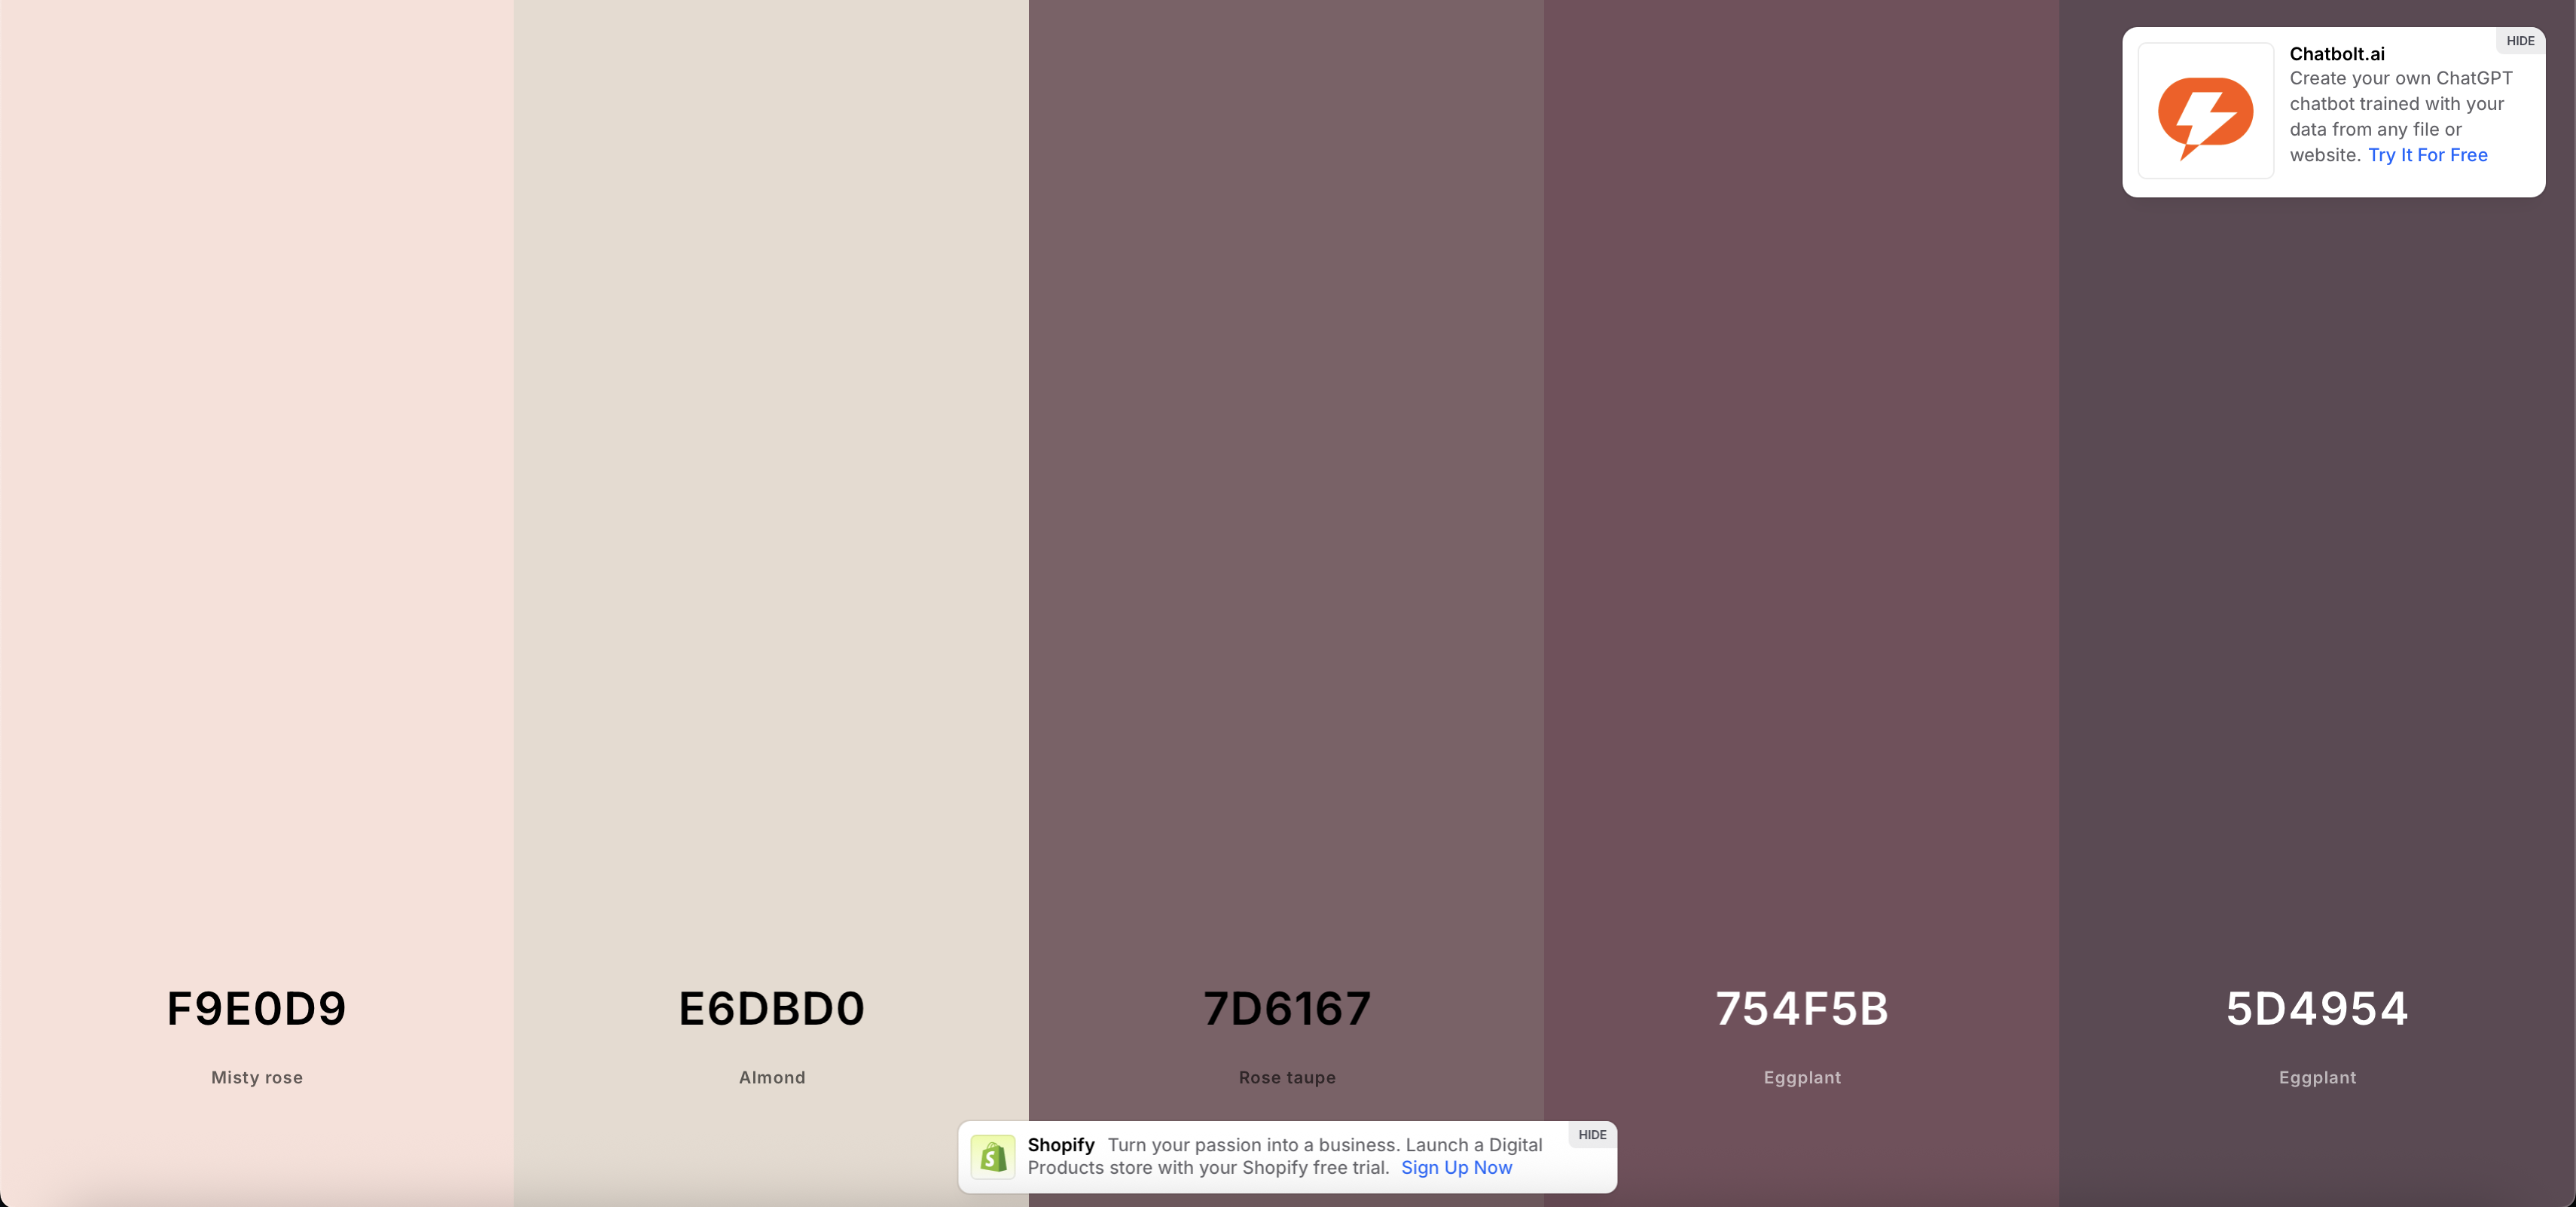 HIDE
Chatbolt.ai
Create your own ChatGPT
chatbot trained with your
data from any file or
website. Try It For Free
F9E0D9
Misty rose
E6DBD0
Almond
7D6167
Rose taupe
754F5B
Eggplant
5D4954
Eggplant
HIDE
Shopify Turn your passion into a business. Launch a Digital
Products store with your Shopify free trial. Sign Up Now